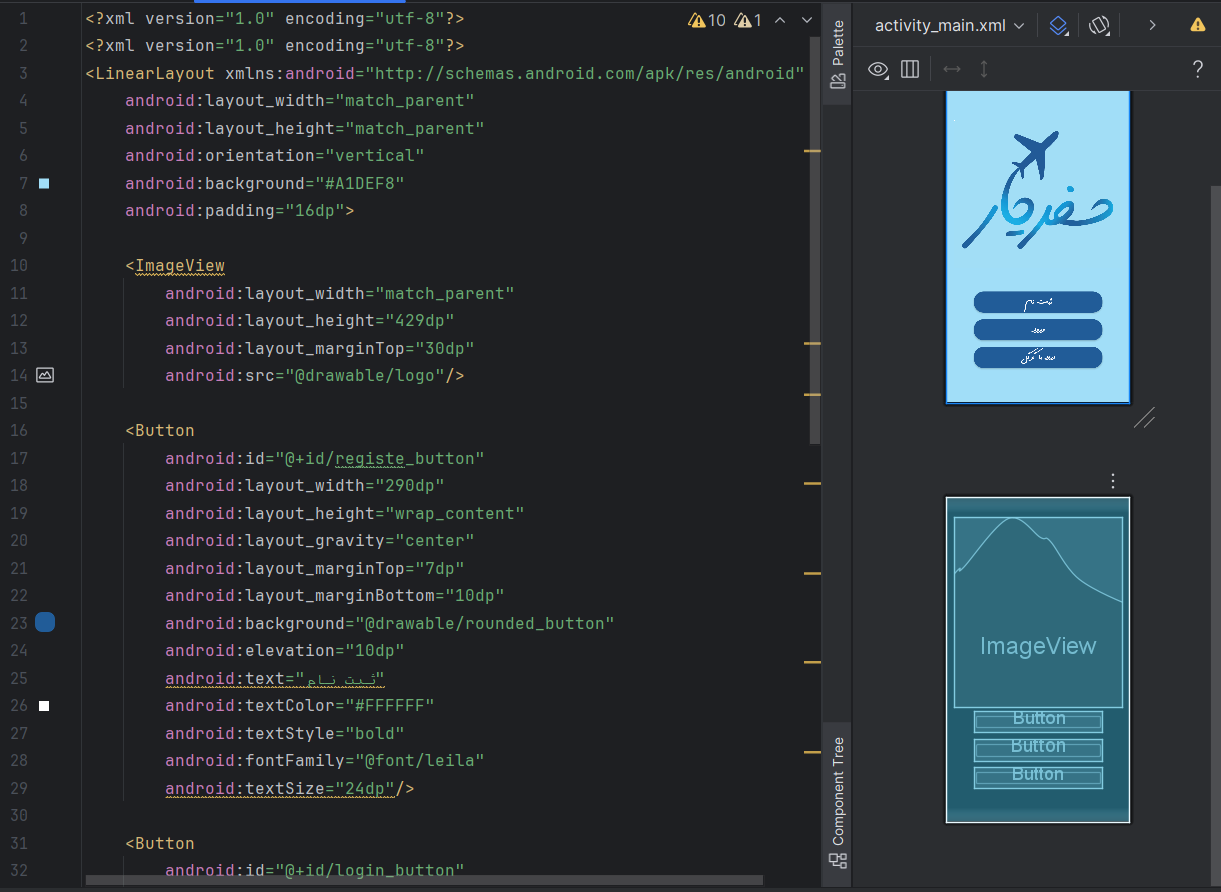 1 <?xml version="1.0" encoding="utf-8"?>
2 <?xml version="1.0" encoding="utf-8"?>
3 <LinearLayout xmlns:android="http://schemas.android.com/apk/res/android"
4 android:layout_width="match_parent"
5 android:layout_height="match_parent"
6 android:orientation="vertical"
7 android:background="#A1DEF8"
8 android:padding="16dp">
9
10 <ImageView
11 android:layout_width="match_parent"
12 android:layout_height="429dp"
13 android:layout_marginTop="30dp"
14 android:src="@drawable/logo"/>
15
16 <Button
17 android:id="@+id/registe_button"
18 android:layout_width="290dp"
19 android:layout_height="wrap_content"
20 android:layout_gravity="center"
21 android:layout_marginTop="7dp"
22 android:layout_marginBottom="10dp"
23 android:background="@drawable/rounded_button"
24 android:elevation="10dp"
25 android:text="ثبت نام"
26 android:textColor="#FFFFFF"
27 android:textStyle="bold"
28 android:fontFamily="@font/leila"
29 android:textSize="24dp"/>
30
31 <Button
32 android:id="@+id/login_button"
10 1
Palette
Component Tree
activity_main.xml
?
ثبت نام
ImageView
Button
Button
Button